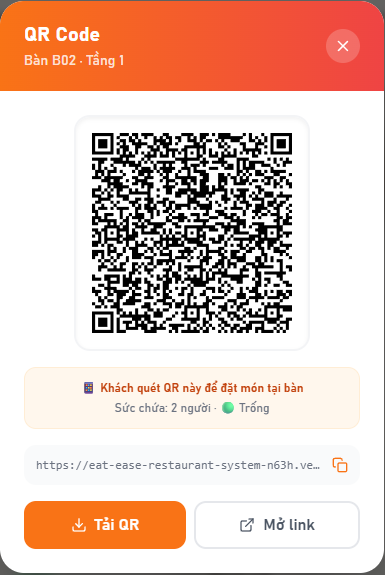 QR Code
Bàn B02 · Tầng 1
Khách quét QR này để đặt món tại bàn
Sức chứa: 2 người · Trống
https://eat-ease-restaurant-system-n63h.ve…
Tải QR
Mở link